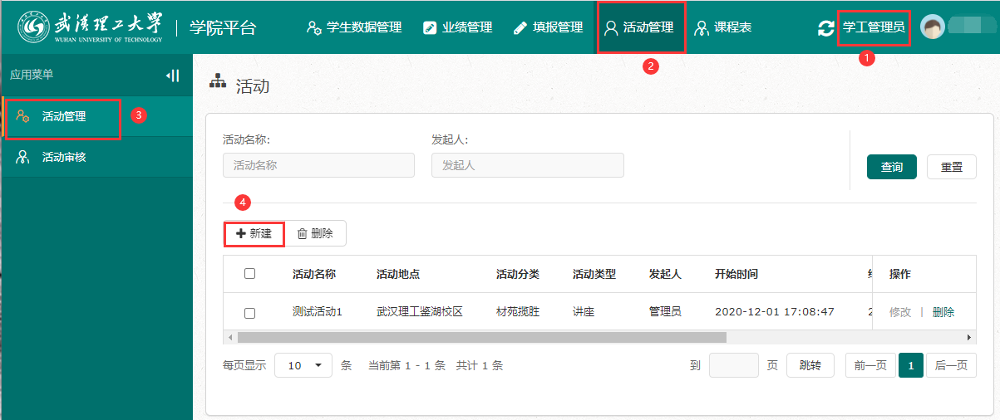 武汉理工大学
WUHAN UNIVERSITY OF TECHNOLOGY
学院平台
学生数据管理
业绩管理
填报管理
活动管理
课程表
学工管理员
1
2
应用菜单
活动管理
3
活动审核
活动
活动名称:
发起人:
活动名称
发起人
查询
重置
4
新建
删除
活动名称 活动地点 活动分类 活动类型 发起人 开始时间 操作
测试活动1 武汉理工鉴湖校区 材苑揽胜 讲座 管理员 2020-12-01 17:08:47 2 修改 | 删除
每页显示 10 条 当前第 1 - 1 条 共计 1 条 到 页 跳转 前一页 1 后一页